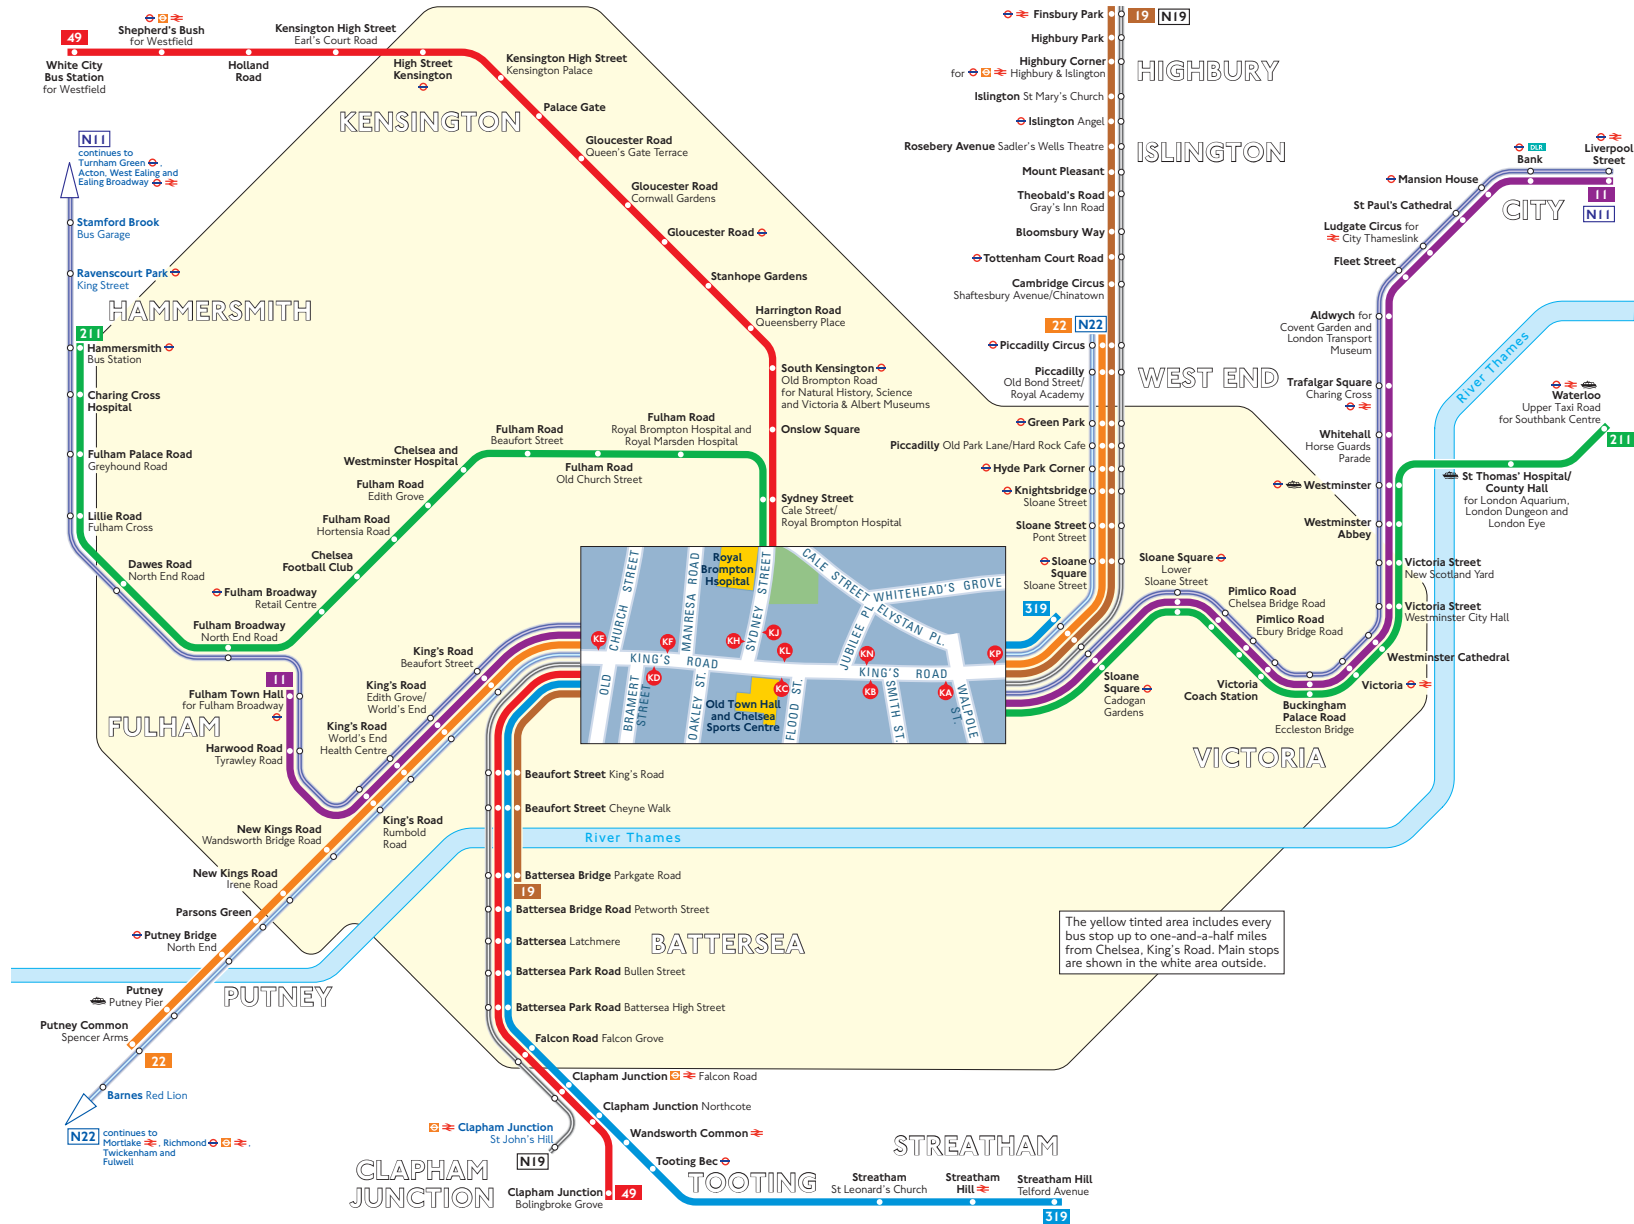 49
White City
Bus Station
for Westfield
Shepherd's Bush
for Westfield
Holland
Road
Kensington High Street
Earl's Court Road
High Street
Kensington
Kensington High Street
Kensington Palace
KENSINGTON
Palace Gate
Gloucester Road
Queen's Gate Terrace
Gloucester Road
Cornwall Gardens
Gloucester Road
Stanhope Gardens
Harrington Road
Queensberry Place
South Kensington
Old Brompton Road
for Natural History, Science
and Victoria & Albert Museums
Onslow Square
Sydney Street
Cale Street/
Royal Brompton Hospital
N11
continues to
Turnham Green ,
Acton, West Ealing and
Ealing Broadway
Stamford Brook
Bus Garage
Ravenscourt Park
King Street
HAMMERSMITH
211
Hammersmith
Bus Station
Charing Cross
Hospital
Fulham Palace Road
Greyhound Road
Lillie Road
Fulham Cross
Dawes Road
North End Road
Fulham Broadway
North End Road
Fulham Broadway
Retail Centre
Chelsea
Football Club
Fulham Road
Hortensia Road
Fulham Road
Edith Grove
Chelsea and
Westminster Hospital
Fulham Road
Beaufort Street
Fulham Road
Old Church Street
Fulham Road
Royal Brompton Hospital and
Royal Marsden Hospital
11
Fulham Town Hall
for Fulham Broadway
FULHAM
Harwood Road
Tyrawley Road
King's Road
Beaufort Street
King's Road
Edith Grove/
World's End
King's Road
World's End
Health Centre
King's Road
Rumbold
Road
New Kings Road
Wandsworth Bridge Road
New Kings Road
Irene Road
Parsons Green
Putney Bridge
North End
Putney
Putney Pier
PUTNEY
Putney Common
Spencer Arms
22
Barnes Red Lion
N22
continues to
Mortlake , Richmond ,
Twickenham and
Fulwell
Finsbury Park
19
N19
Highbury Park
Highbury Corner
for Highbury & Islington
HIGHBURY
Islington St Mary's Church
Islington Angel
Rosebery Avenue Sadler's Wells Theatre
ISLINGTON
Mount Pleasant
Theobald's Road
Gray's Inn Road
Bloomsbury Way
Tottenham Court Road
Cambridge Circus
Shaftesbury Avenue/Chinatown
22
N22
Piccadilly Circus
Piccadilly
Old Bond Street/
Royal Academy
WEST END
Green Park
Piccadilly Old Park Lane/Hard Rock Cafe
Hyde Park Corner
Knightsbridge
Sloane Street
Sloane Street
Pont Street
Sloane
Square
Sloane Street
319
Sloane Square
Lower
Sloane Street
Sloane
Square
Cadogan
Gardens
Pimlico Road
Chelsea Bridge Road
Pimlico Road
Ebury Bridge Road
Victoria
Coach Station
Buckingham
Palace Road
Eccleston Bridge
VICTORIA
Victoria
Westminster Cathedral
Victoria Street
Westminster City Hall
Victoria Street
New Scotland Yard
Westminster
Abbey
Westminster
Whitehall
Horse Guards
Parade
Trafalgar Square
Charing Cross
Aldwych for
Covent Garden and
London Transport
Museum
Fleet Street
Ludgate Circus for
City Thameslink
St Paul's Cathedral
Mansion House
DLR
Bank
Liverpool
Street
11
N11
CITY
River Thames
Waterloo
Upper Taxi Road
for Southbank Centre
211
St Thomas' Hospital/
County Hall
for London Aquarium,
London Dungeon and
London Eye
Royal
Brompton
Hsopital
OLD CHURCH STREET
MANRESA ROAD
SYDNEY STREET
CALE STREET
WHITEHEAD'S GROVE
ELYSTAN PL.
JUBILEE PL.
KING'S ROAD
KING'S ROAD
BRAMERT STREET
OAKLEY ST.
FLOOD ST.
SMITH ST.
WALPOLE ST.
KE
KF
KH
KJ
KL
KD
KC
KN
KB
KA
KP
Old Town Hall
and Chelsea
Sports Centre
Beaufort Street King's Road
Beaufort Street Cheyne Walk
River Thames
Battersea Bridge Parkgate Road
19
Battersea Bridge Road Petworth Street
Battersea Latchmere
BATTERSEA
Battersea Park Road Bullen Street
Battersea Park Road Battersea High Street
Falcon Road Falcon Grove
Clapham Junction Falcon Road
Clapham Junction Northcote
Clapham Junction
St John's Hill
N19
Wandsworth Common
Tooting Bec
CLAPHAM
JUNCTION
Clapham Junction
Bolingbroke Grove
49
TOOTING
STREATHAM
Streatham
St Leonard's Church
Streatham
Hill
Streatham Hill
Telford Avenue
319
The yellow tinted area includes every
bus stop up to one-and-a-half miles
from Chelsea, King's Road. Main stops
are shown in the white area outside.